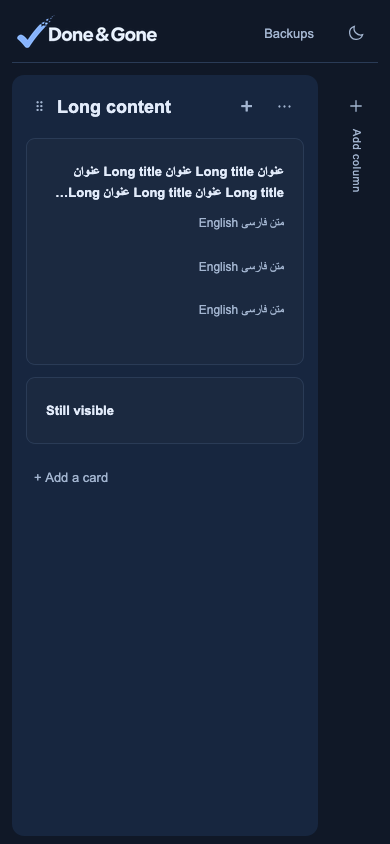 Done & Gone
Backups
Long content
Add column
عنوان Long title عنوان Long title عنوان
Long title عنوان Long title عنوان Long…
متن فارسی English
متن فارسی English
متن فارسی English
Still visible
+ Add a card